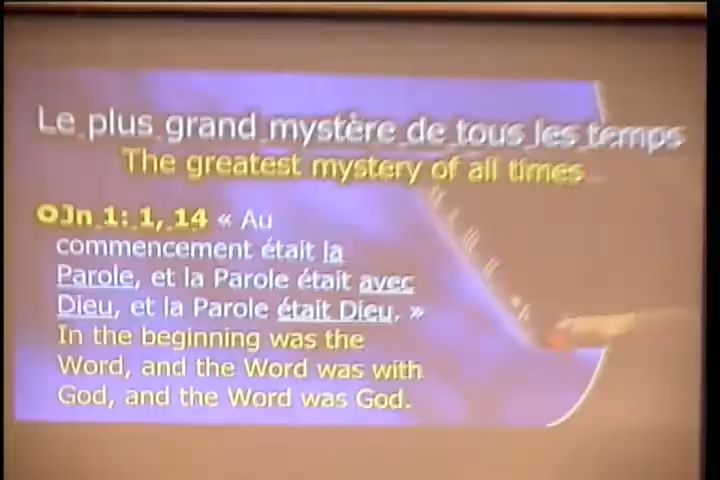 Le plus grand mystère de tous les temps
The greatest mystery of all times
Jn 1: 1, 14 « Au
commencement était la
Parole, et la Parole était avec
Dieu, et la Parole était Dieu. »
In the beginning was the
Word, and the Word was with
God, and the Word was God.